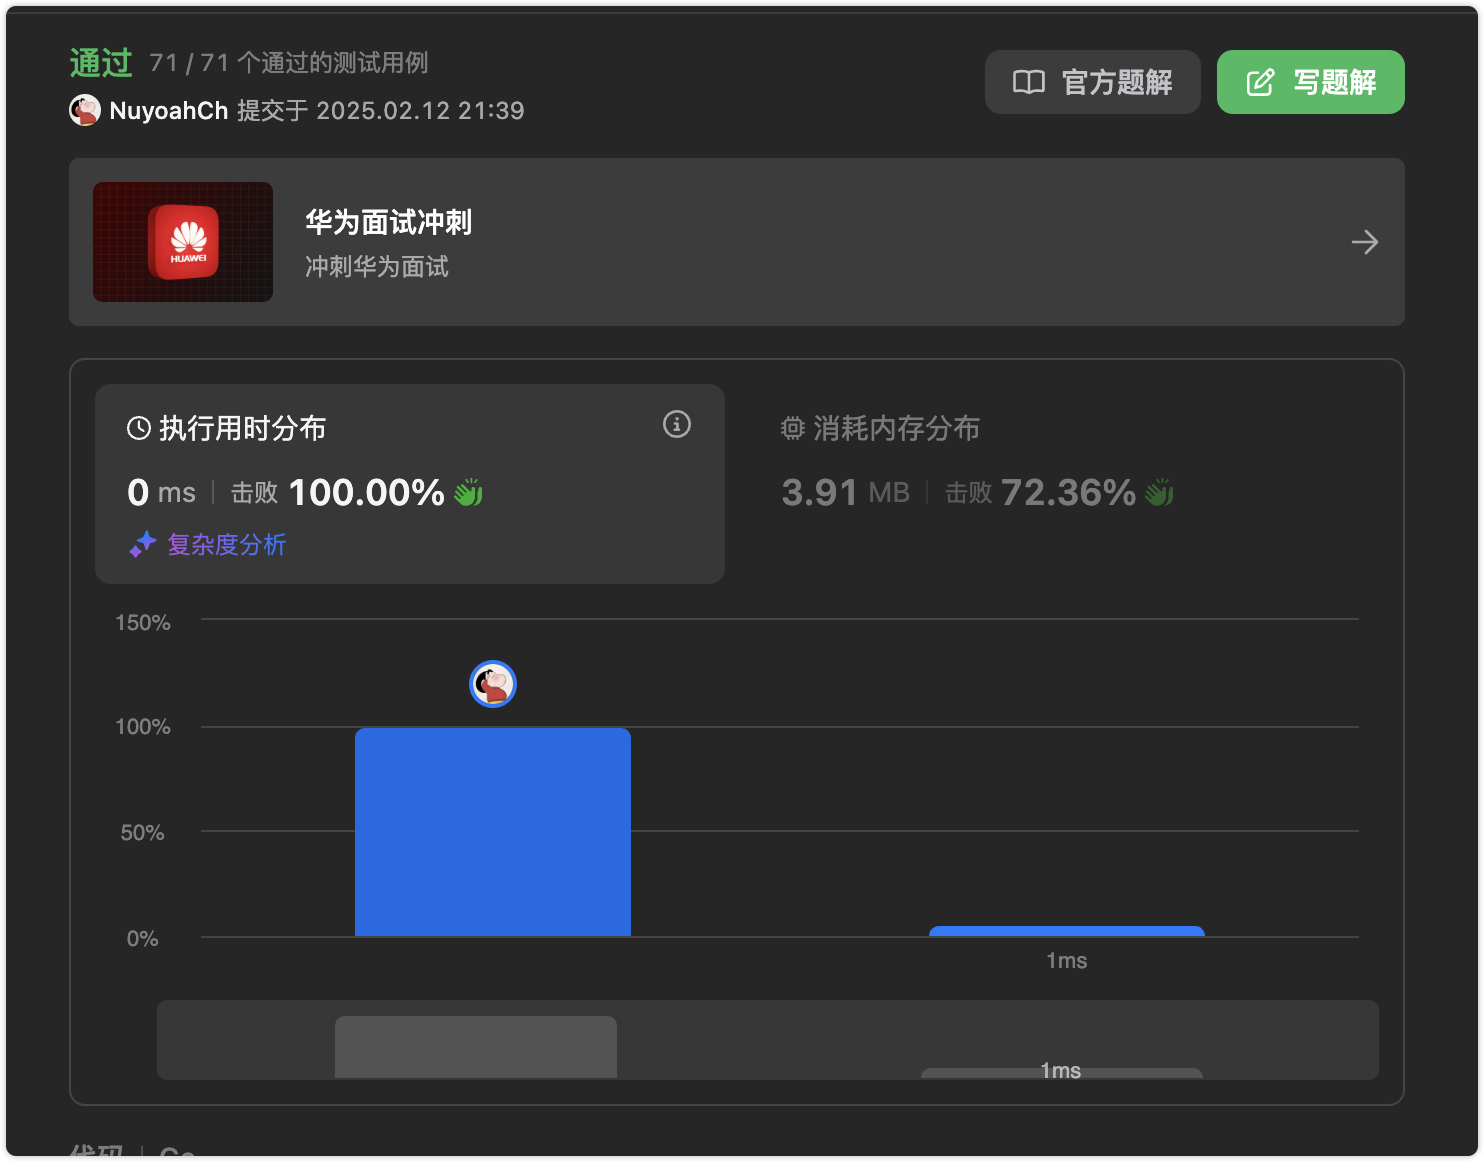 通过 71 / 71 个通过的测试用例
NuyoahCh 提交于 2025.02.12 21:39
官方题解
写题解
HUAWEI
华为面试冲刺
冲刺华为面试
执行用时分布
0 ms 击败 100.00%
复杂度分析
消耗内存分布
3.91 MB 击败 72.36%
150%
100%
50%
0%
1ms
1ms
代码 Go